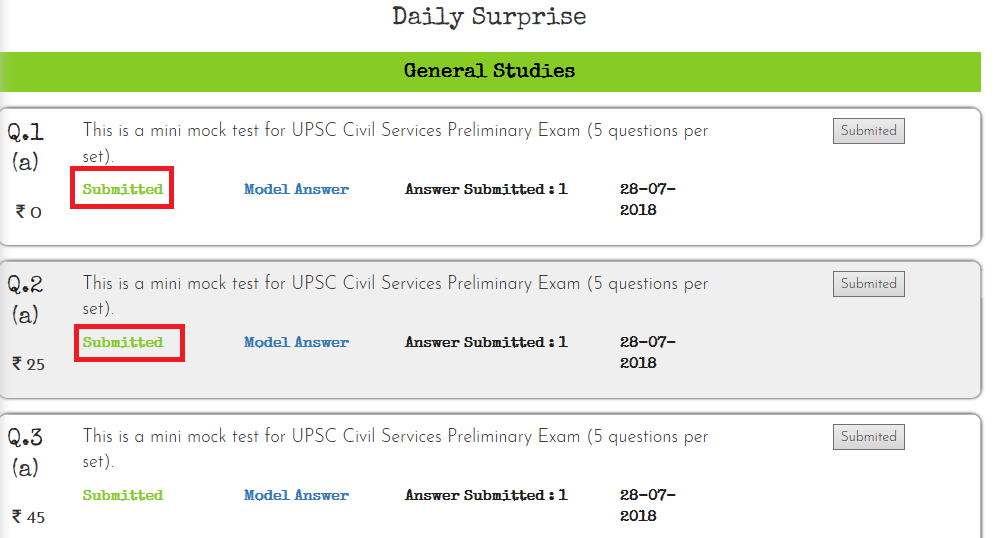 Daily Surprise
General Studies
Q.1 This is a mini mock test for UPSC Civil Services Preliminary Exam (5 questions per Submited
(a) set).
Submitted Model Answer Answer Submitted : 1 28-07-
₹ 0 2018
Q.2 This is a mini mock test for UPSC Civil Services Preliminary Exam (5 questions per Submited
(a) set).
Submitted Model Answer Answer Submitted : 1 28-07-
₹ 25 2018
Q.3 This is a mini mock test for UPSC Civil Services Preliminary Exam (5 questions per Submited
(a) set).
Submitted Model Answer Answer Submitted : 1 28-07-
₹ 45 2018